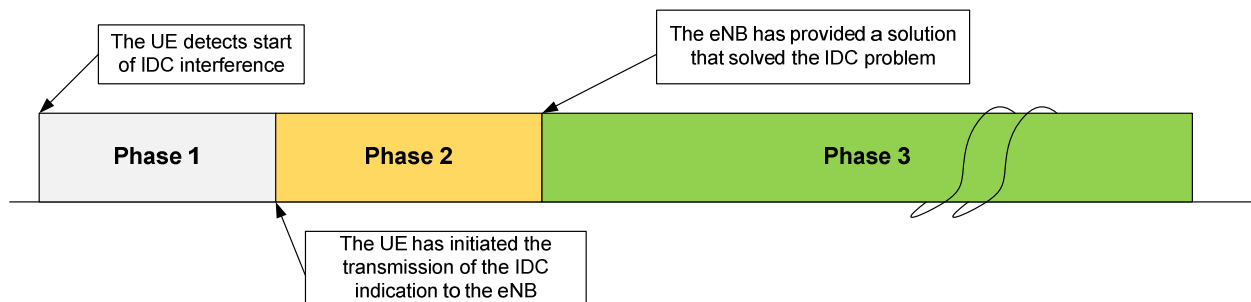 The UE detects start
of IDC interference
The eNB has provided a solution
that solved the IDC problem
Phase 1
Phase 2
Phase 3
The UE has initiated the
transmission of the IDC
indication to the eNB